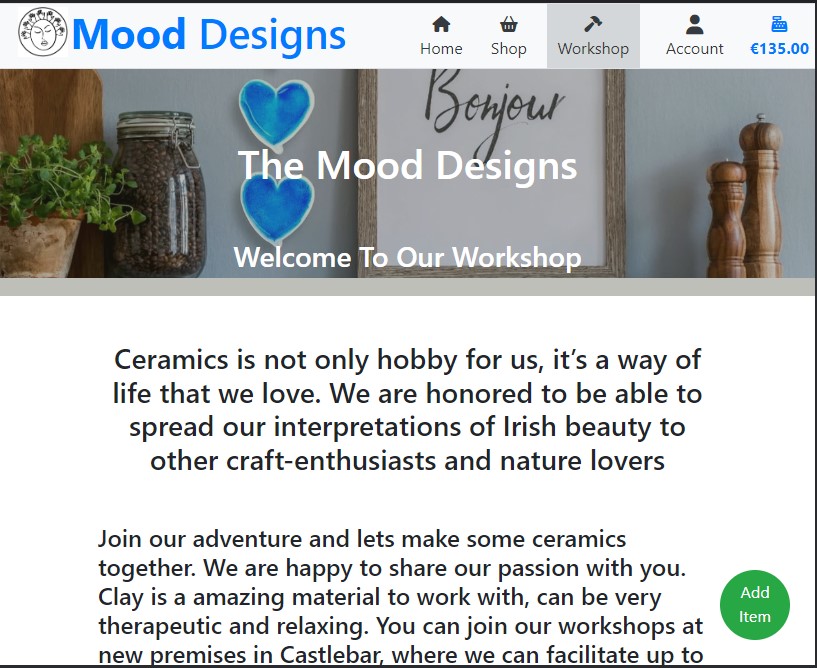 Mood Designs
Home
Shop
Workshop
Account
€135.00
Bonjour
The Mood Designs
Welcome To Our Workshop
Ceramics is not only hobby for us, it’s a way of
life that we love. We are honored to be able to
spread our interpretations of Irish beauty to
other craft-enthusiasts and nature lovers
Join our adventure and lets make some ceramics
together. We are happy to share our passion with you.
Clay is a amazing material to work with, can be very
therapeutic and relaxing. You can join our workshops at
new premises in Castlebar, where we can facilitate up to
Add
Item